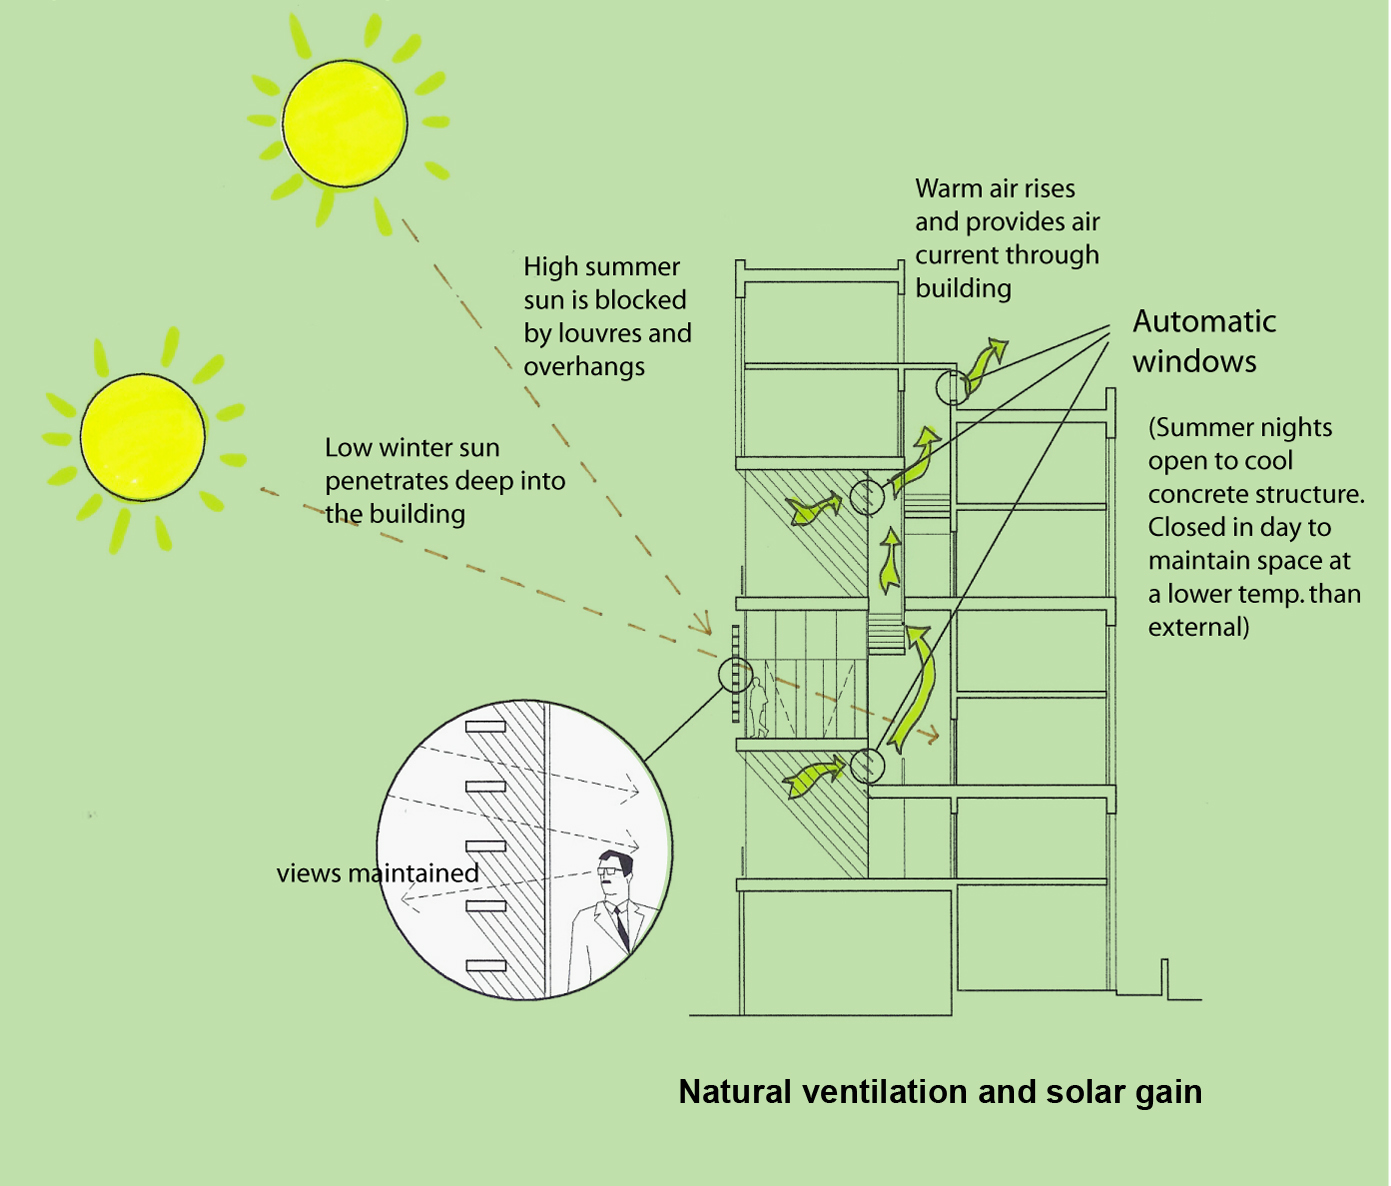 Warm air rises
and provides air
current through
building
High summer
sun is blocked
by louvres and
overhangs
Automatic
windows
Low winter sun
penetrates deep into
the building
(Summer nights
open to cool
concrete structure.
Closed in day to
maintain space at
a lower temp. than
external)
views maintained
Natural ventilation and solar gain